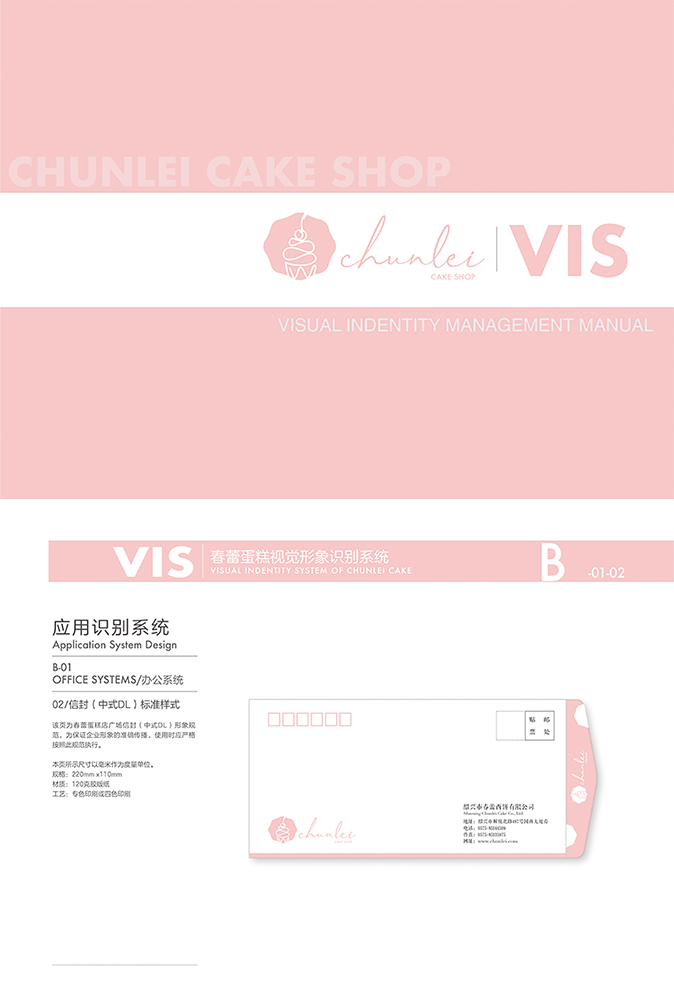 CHUNLEI CAKE SHOP
chunlei
CAKE SHOP
VIS
VISUAL INDENTITY MANAGEMENT MANUAL
VIS
春蕾蛋糕视觉形象识别系统
VISUAL INDENTITY SYSTEM OF CHUNLEI CAKE
B
-01-02
应用识别系统
Application System Design
B-01
OFFICE SYSTEMS/办公系统
02/信封（中式DL）标准样式
该页为春蕾蛋糕店广场信封（中式DL）形象规
范，为保证企业形象的准确传播，使用时应严格
按照此规范执行。
本页所示尺寸以毫米作为度量单位。
规格：220mm x110mm
材质：120克胶版纸
工艺：专色印刷或四色印刷
贴 邮
票 处
chunlei
绍兴市春蕾西饼有限公司
Shaoxing Chunlei Cake Co., Ltd.
电话：
传真：
网址：www.chunlei.com
chunlei
CAKE SHOP